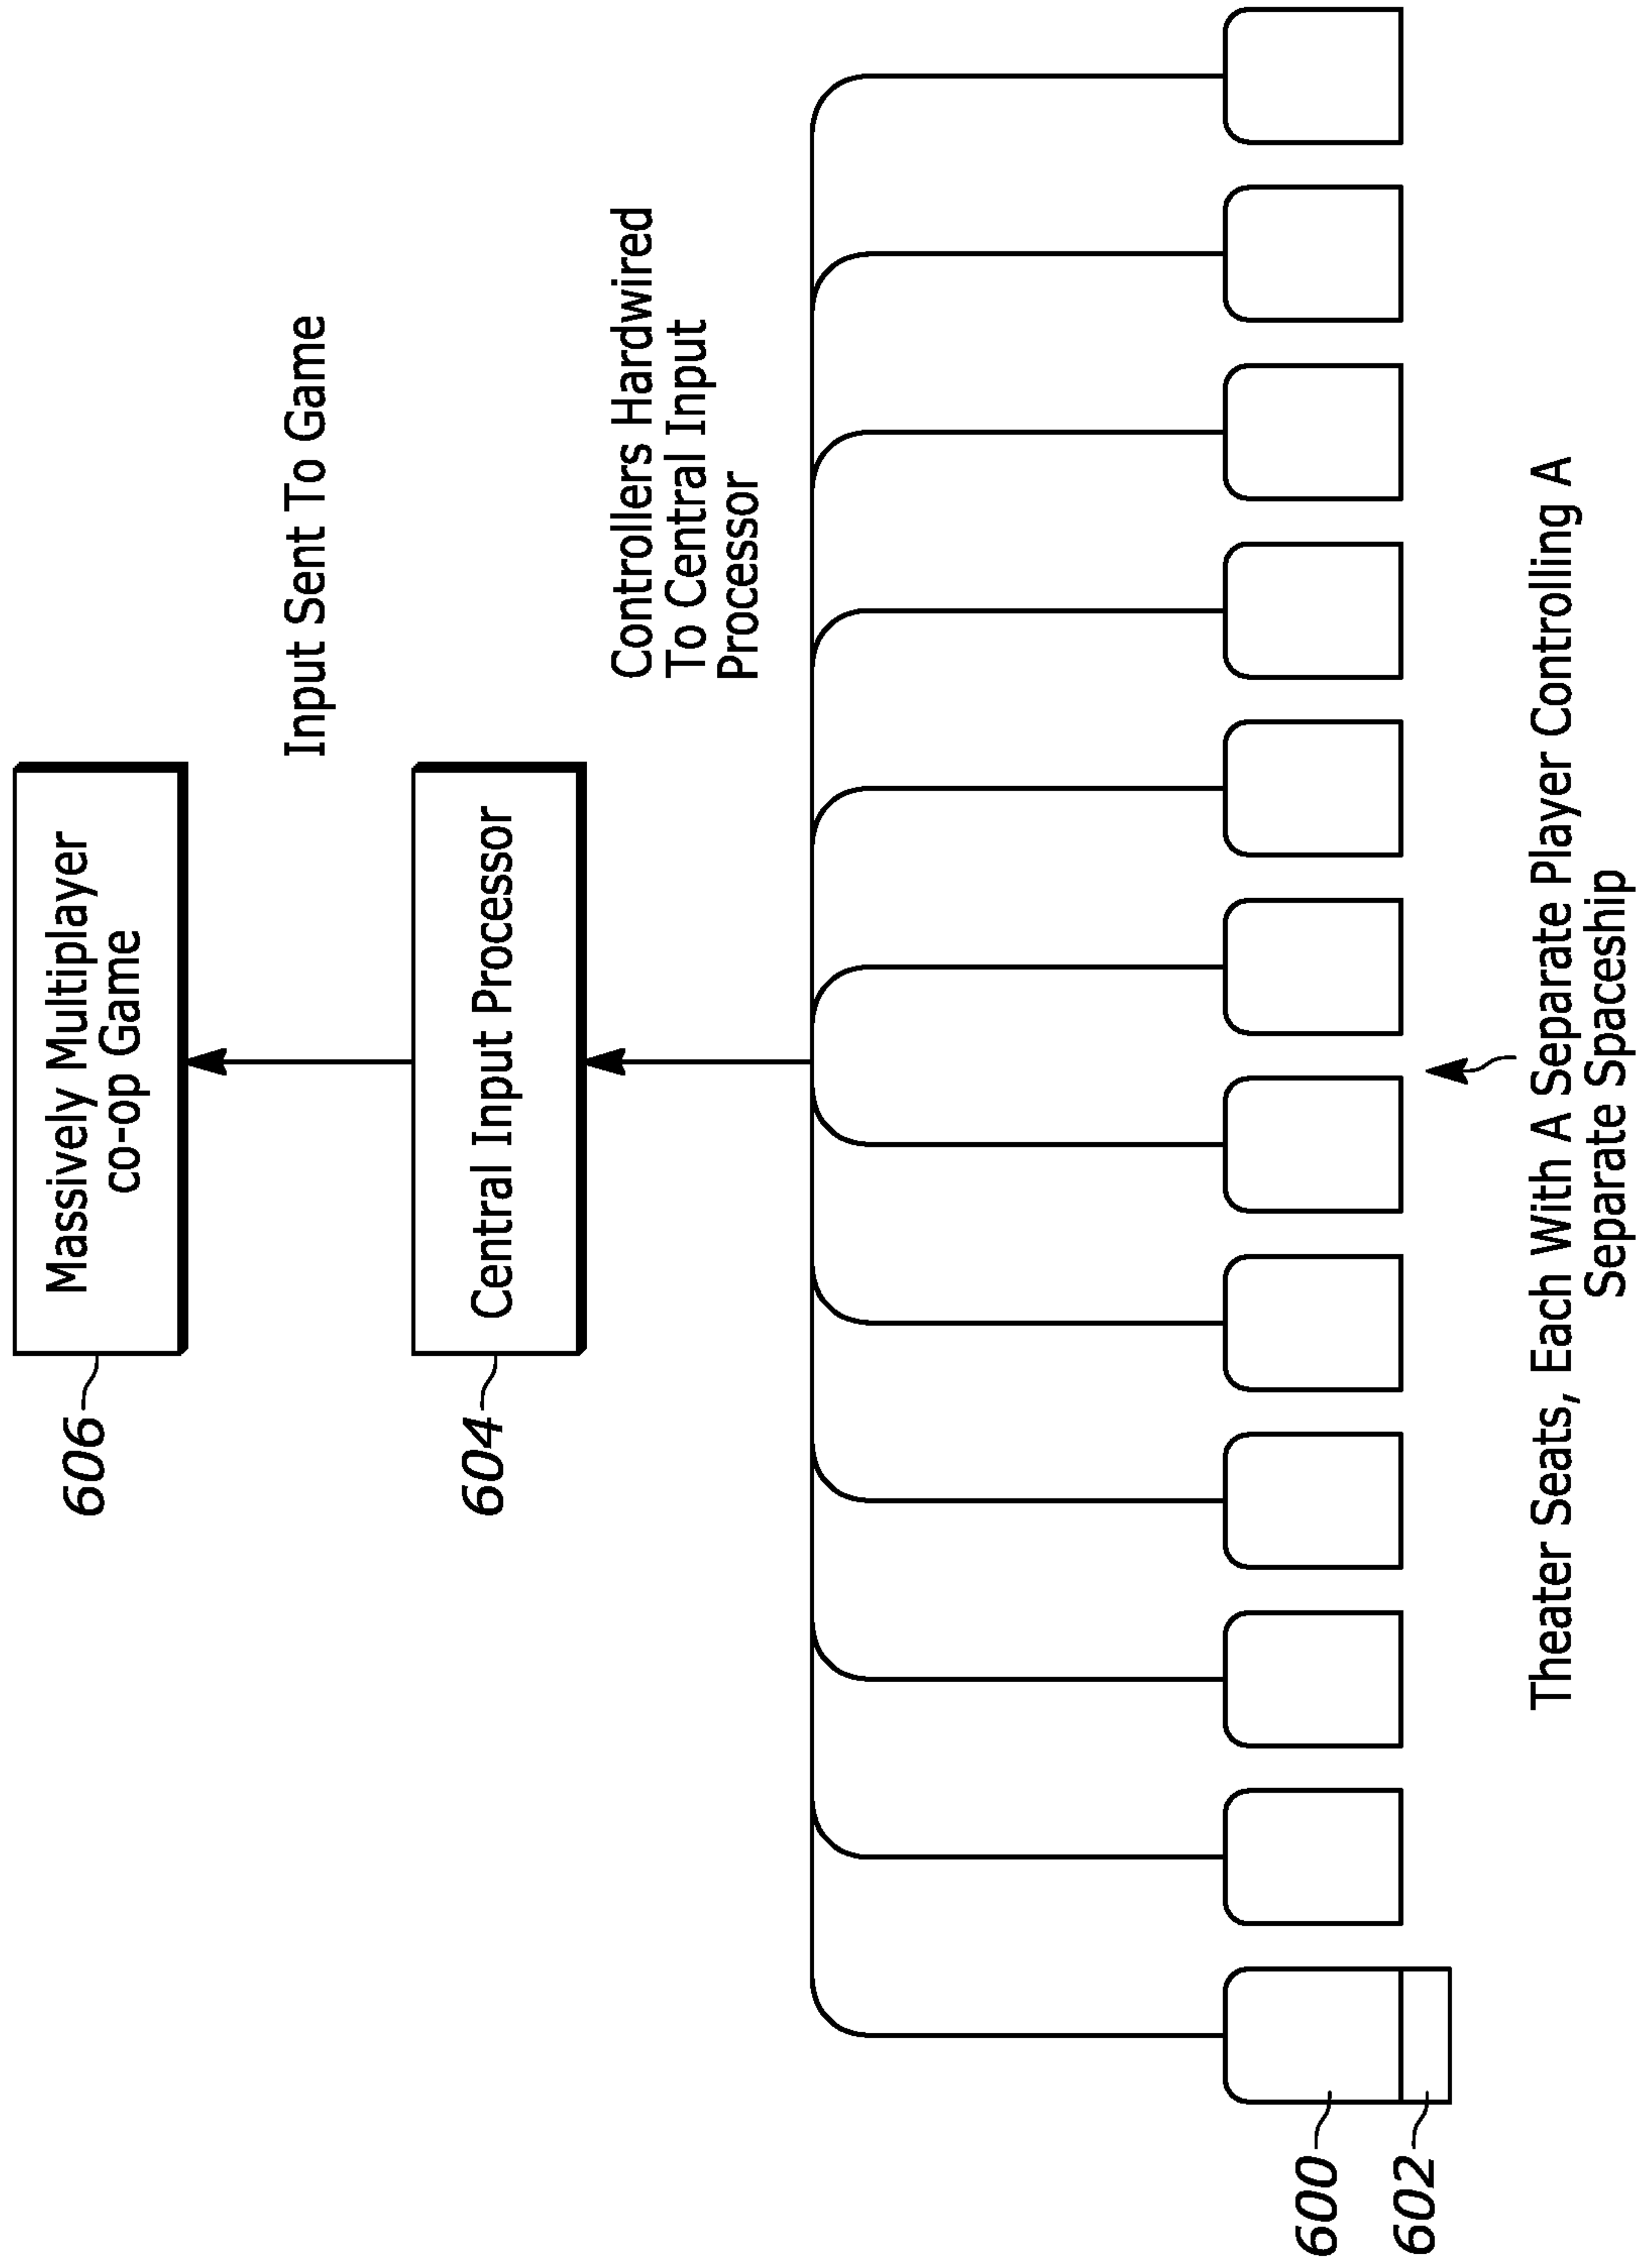 Massively Multiplayer
co-op Game
606
Input Sent To Game
Central Input Processor
604
Controllers Hardwired
To Central Input
Processor
600
602
Theater Seats, Each With A Separate Player Controlling A
Separate Spaceship